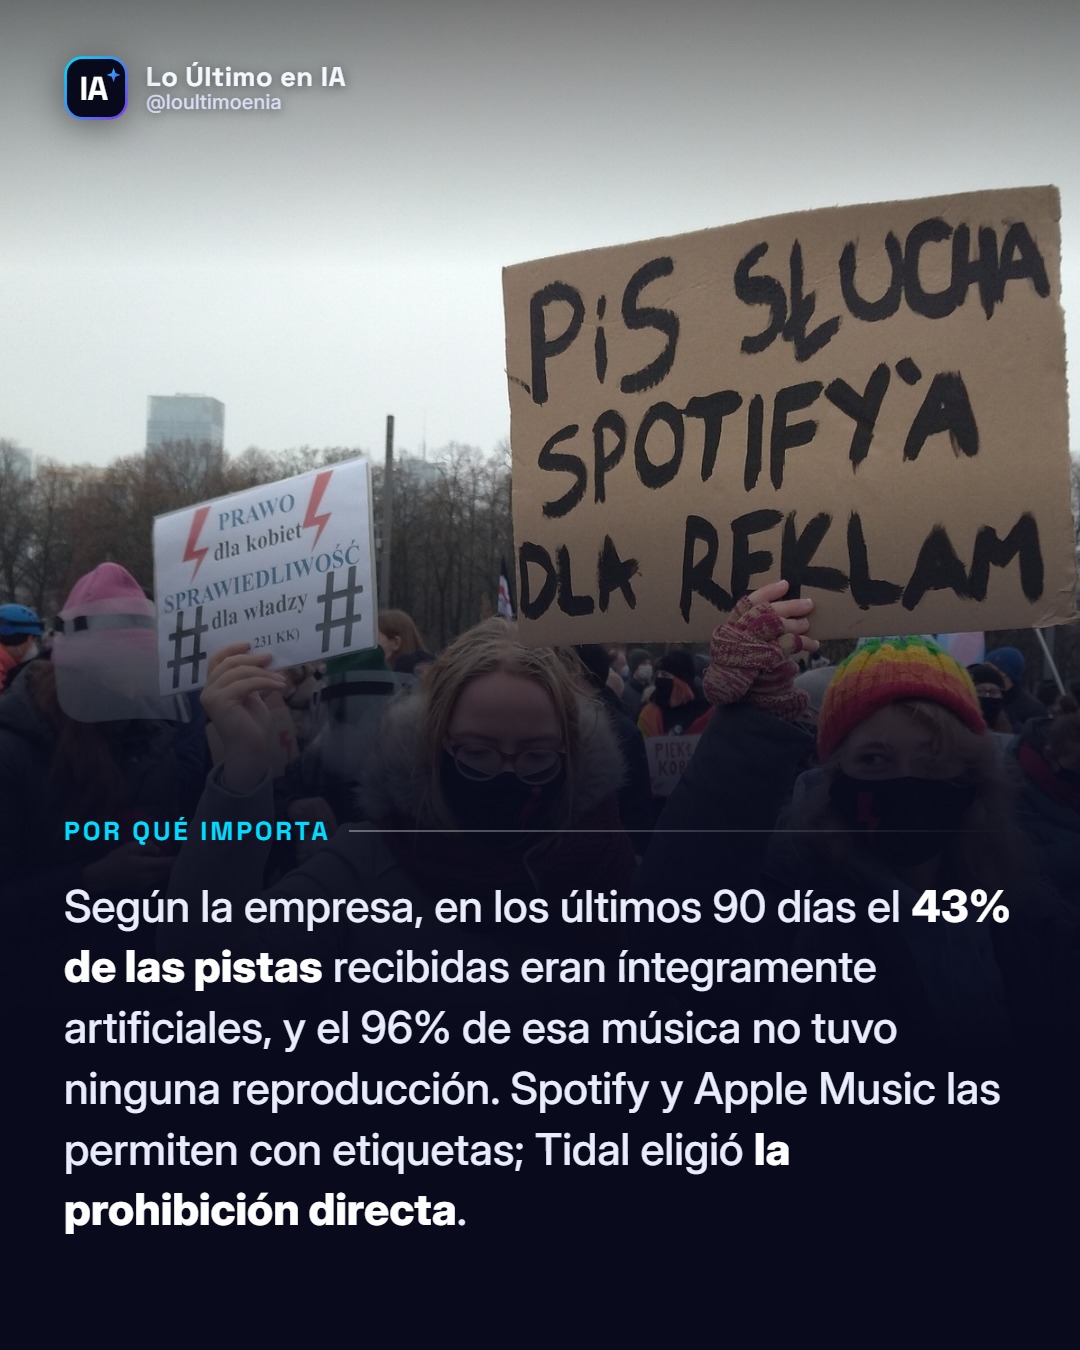 IA
Lo Último en IA
@loultimoenia
PiS SŁUCHA
SPOTIFY'A
DLA REKLAM
PRAWO
dla kobiet
SPRAWIEDLIWOŚĆ
dla władzy
# #
231 KK)
POR QUÉ IMPORTA
Según la empresa, en los últimos 90 días el 43%
de las pistas recibidas eran íntegramente
artificiales, y el 96% de esa música no tuvo
ninguna reproducción. Spotify y Apple Music las
permiten con etiquetas; Tidal eligió la
prohibición directa.